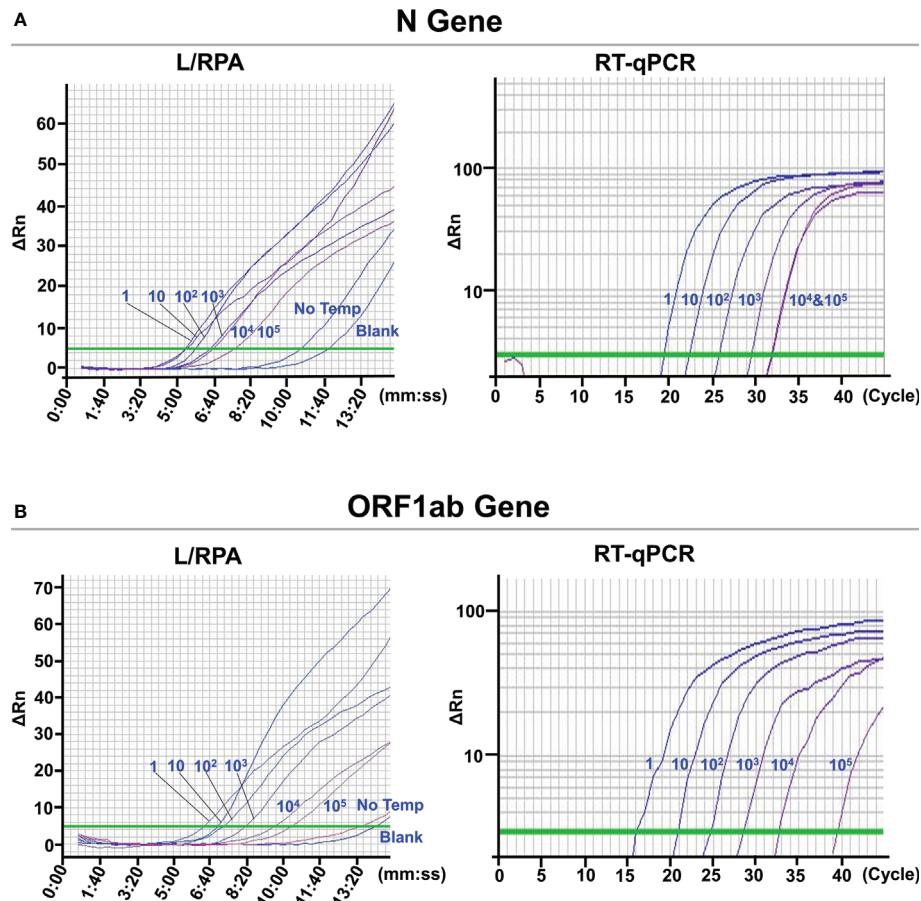 A
N Gene
L/RPA
ΔRn
60
50
40
30
20
10
0
1 10 10² 10³
10⁴ 10⁵
No Temp
Blank
0:00 1:40 3:20 5:00 6:40 8:20 10:00 11:40 13:20 (mm:ss)
RT-qPCR
ΔRn
100
10
1 10 10² 10³ 10⁴&10⁵
0 5 10 15 20 25 30 35 40 (Cycle)
B
ORF1ab Gene
L/RPA
ΔRn
70
60
50
40
30
20
10
0
1 10 10² 10³
10⁴ 10⁵
No Temp
Blank
0:00 1:40 3:20 5:00 6:40 8:20 10:00 11:40 13:20 (mm:ss)
RT-qPCR
ΔRn
100
10
1 10 10² 10³ 10⁴ 10⁵
0 5 10 15 20 25 30 35 40 (Cycle)